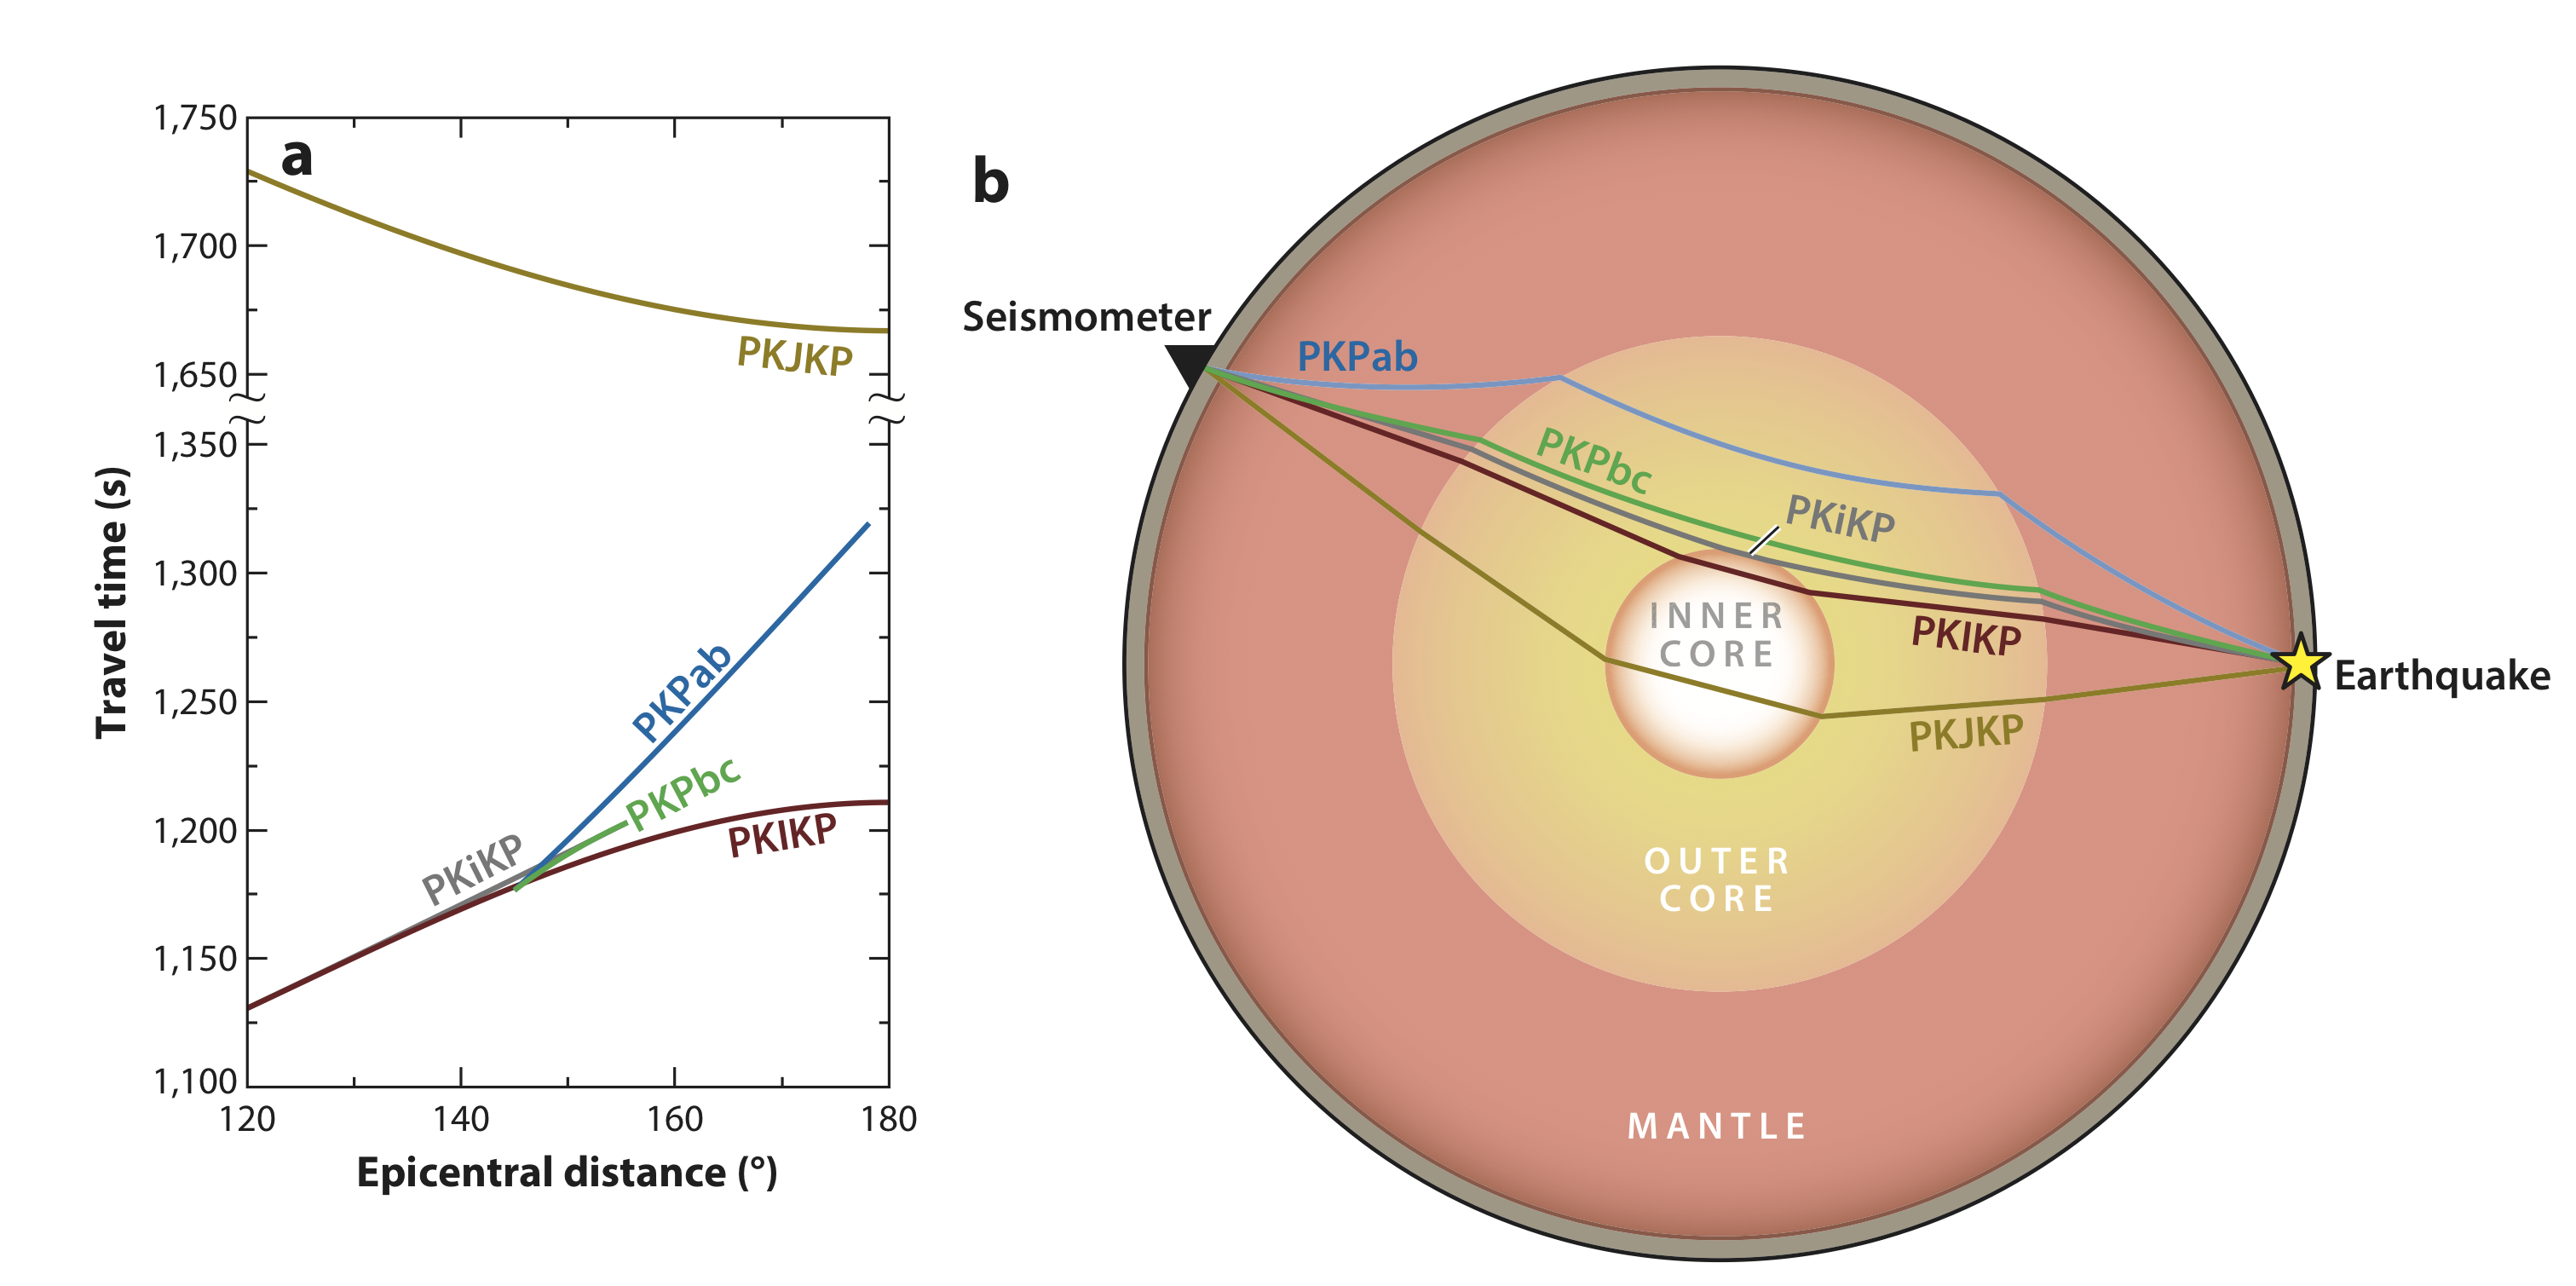 a
1,750
1,700
1,650
1,350
1,300
1,250
1,200
1,150
1,100
120
140
160
180
Travel time (s)
Epicentral distance (°)
PKJKP
PKPab
PKPbc
PKiKP
PKIKP
b
Seismometer
PKPab
PKPbc
PKiKP
PKIKP
PKJKP
Earthquake
INNER
CORE
OUTER
CORE
MANTLE